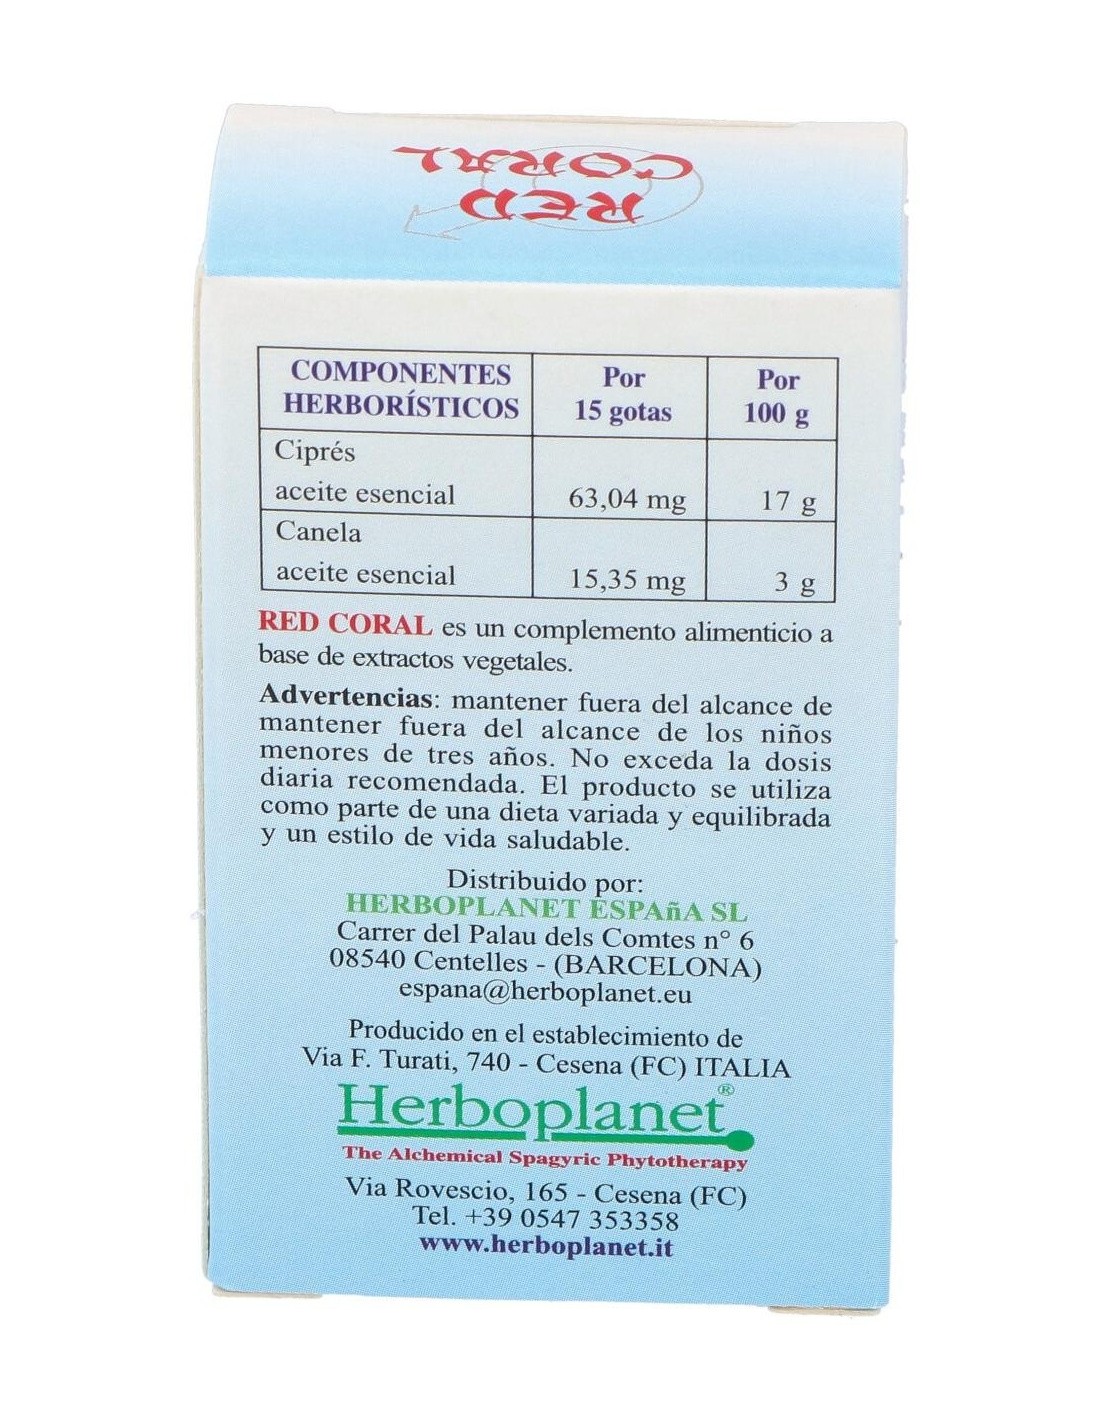 RED
CORAL
COMPONENTES
HERBORÍSTICOS
Por
15 gotas
Por
100 g
Ciprés
aceite esencial
63,04 mg
17 g
Canela
aceite esencial
15,35 mg
3 g
RED CORAL es un complemento alimenticio a
base de extractos vegetales.
Advertencias: mantener fuera del alcance de
mantener fuera del alcance de los niños
menores de tres años. No exceda la dosis
diaria recomendada. El producto se utiliza
como parte de una dieta variada y equilibrada
y un estilo de vida saludable.
Distribuido por:
HERBOPLANET ESPAñA SL
Carrer del Palau dels Comtes n° 6
08540 Centelles - (BARCELONA)
espana@herboplanet.eu
Producido en el establecimiento de
Via F. Turati, 740 - Cesena (FC) ITALIA
Herboplanet®
The Alchemical Spagyric Phytotherapy
Via Rovescio, 165 - Cesena (FC)
Tel. +39 0547 353358
www.herboplanet.it